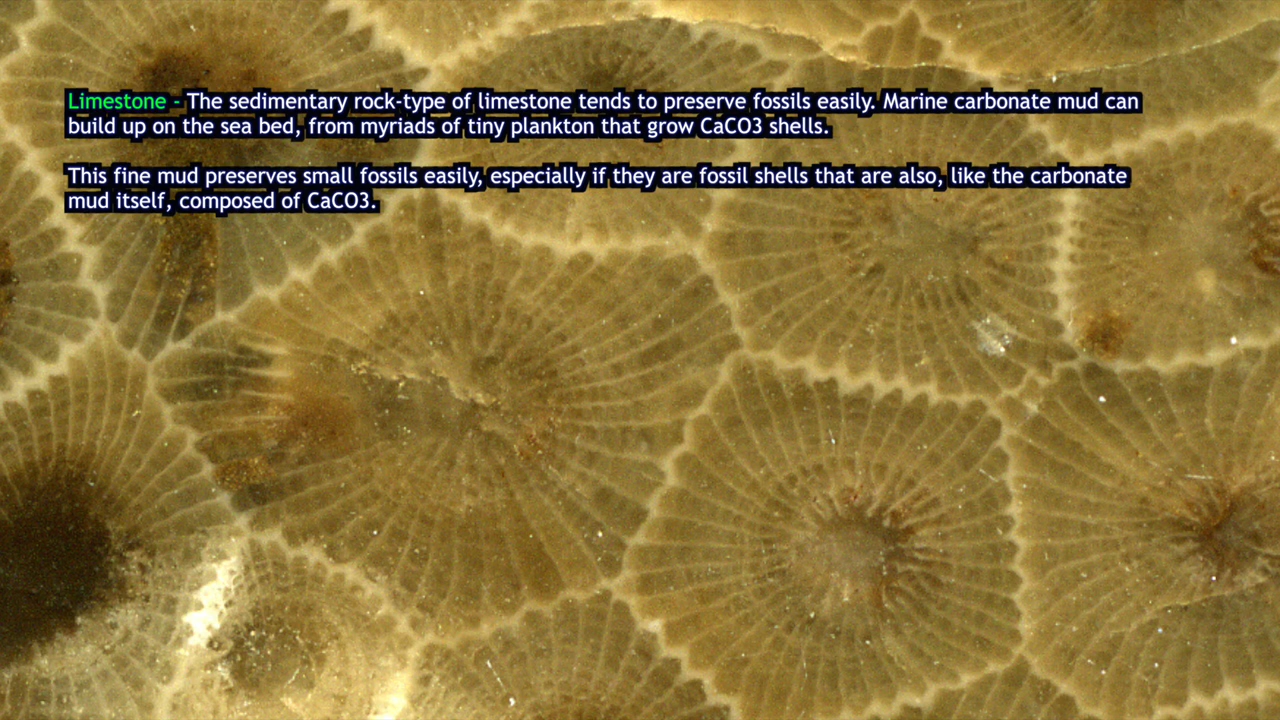 Limestone - The sedimentary rock-type of limestone tends to preserve fossils easily. Marine carbonate mud can
build up on the sea bed, from myriads of tiny plankton that grow CaCO3 shells.
This fine mud preserves small fossils easily, especially if they are fossil shells that are also, like the carbonate
mud itself, composed of CaCO3.